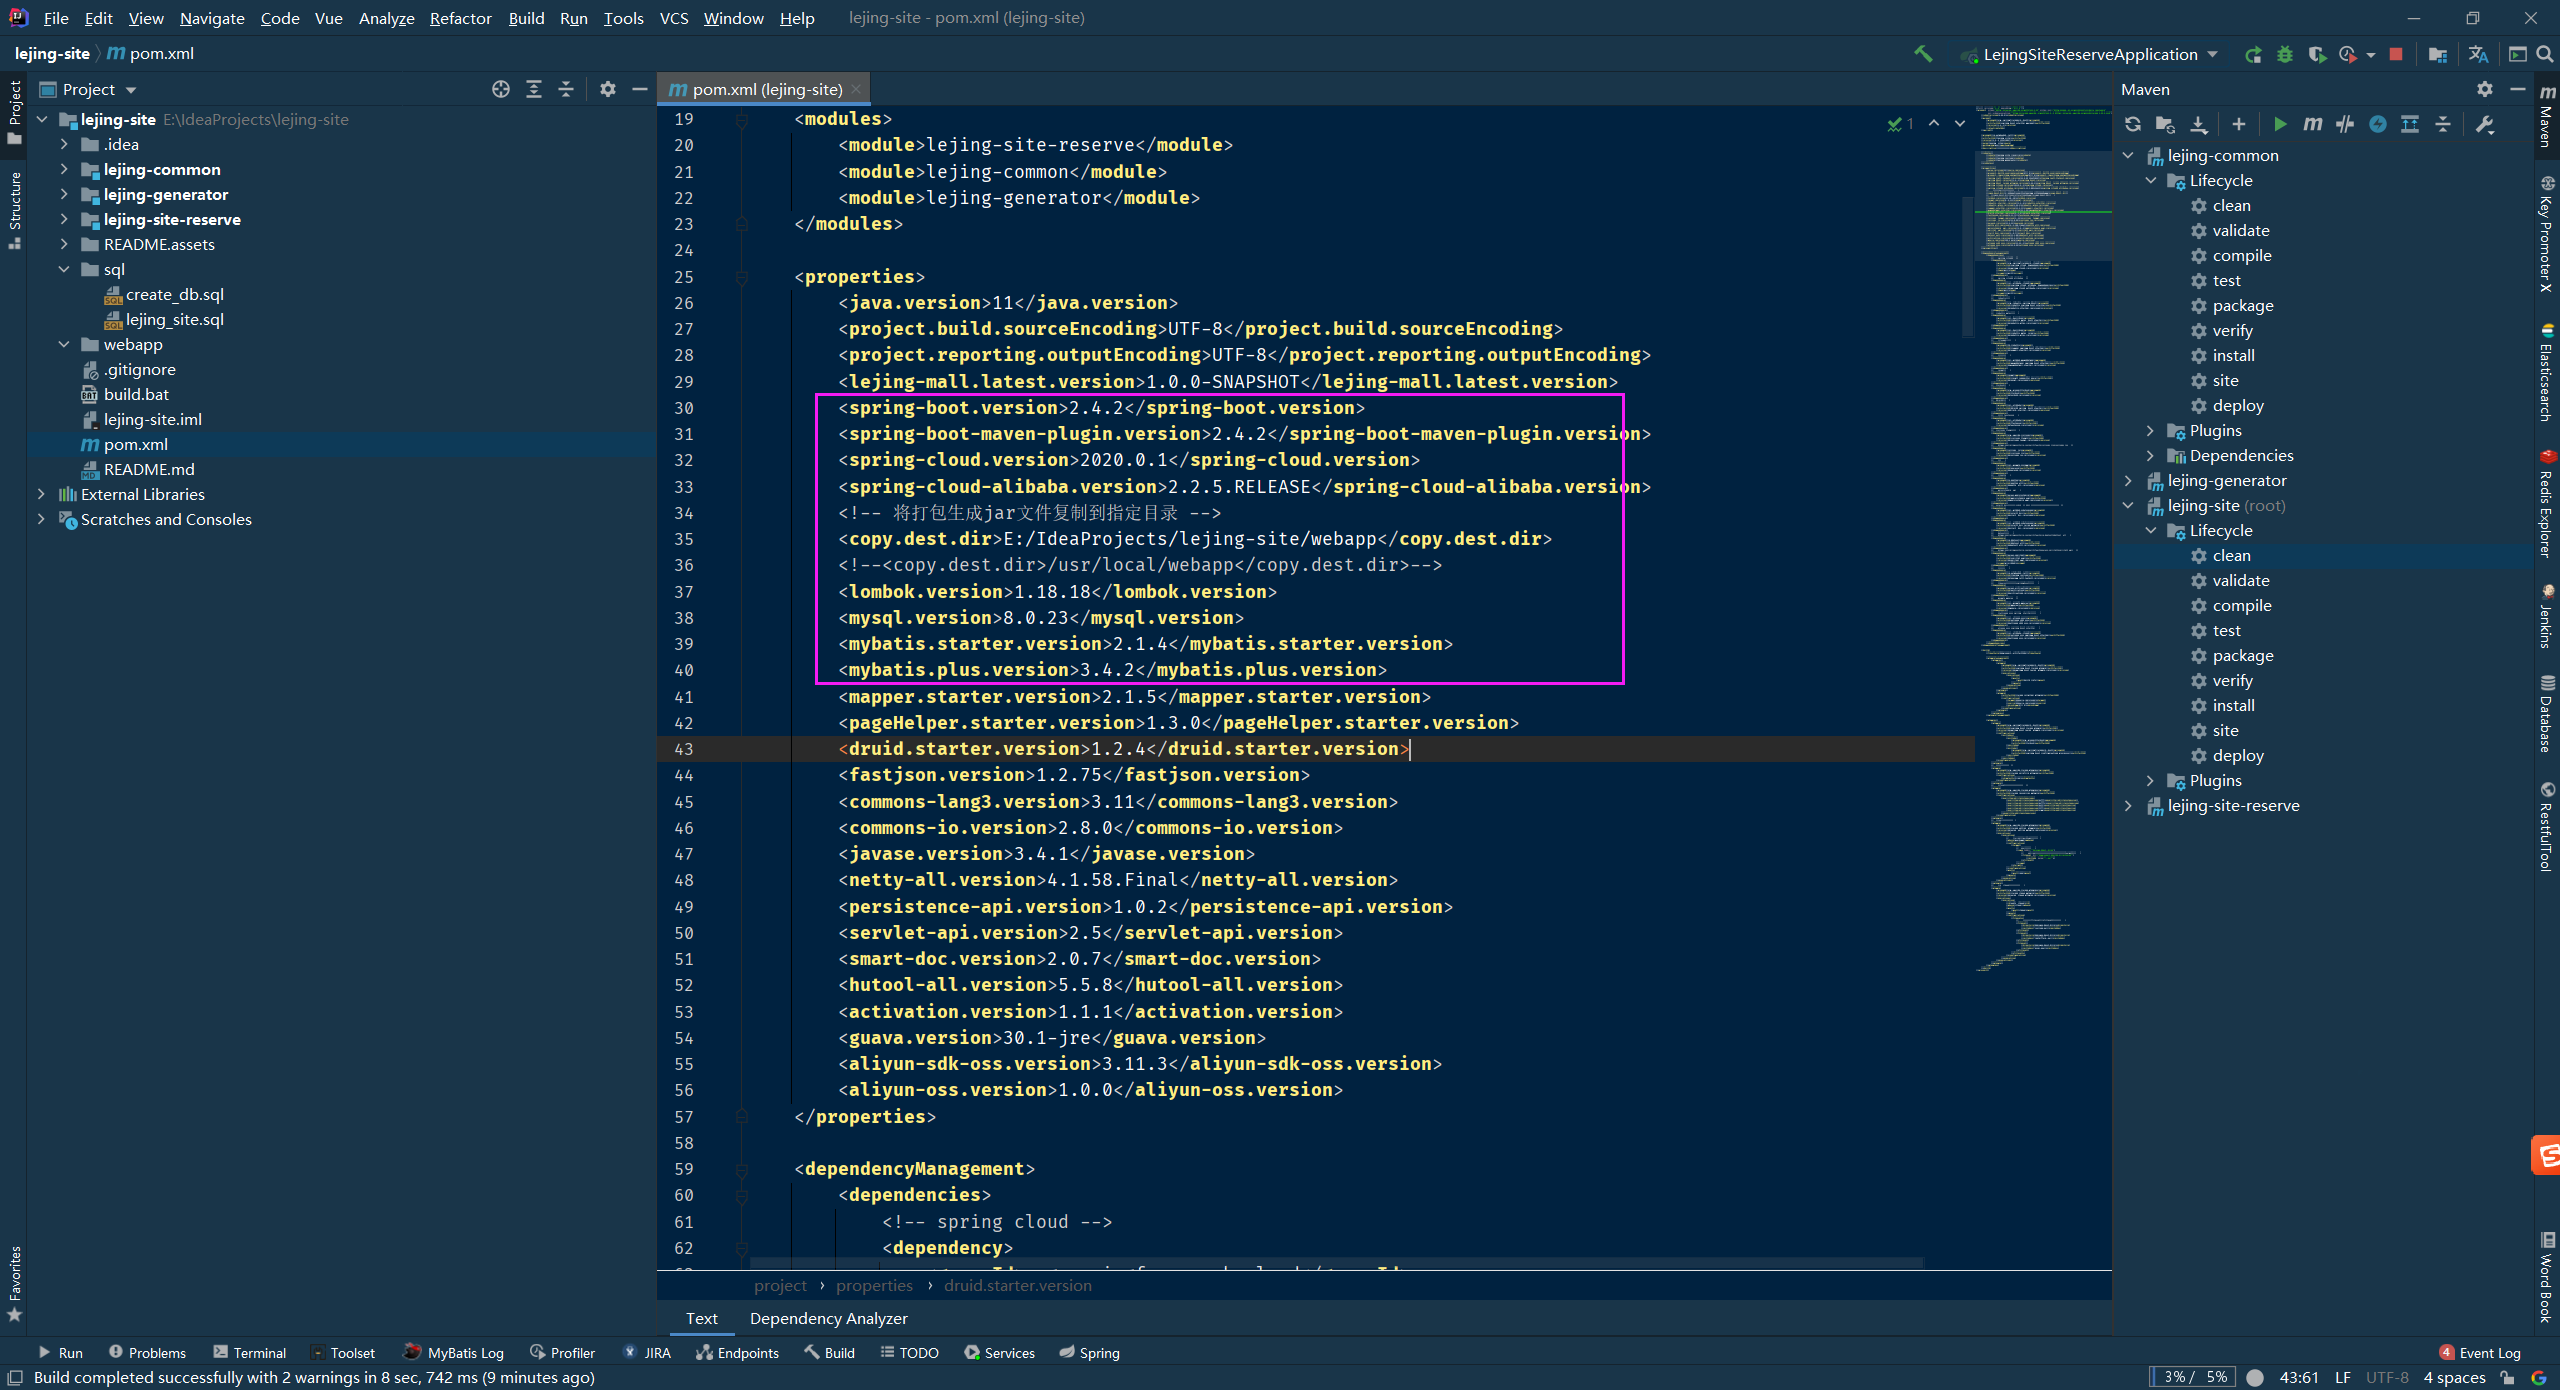 File Edit View Navigate Code Vue Analyze Refactor Build Run Tools VCS Window Help lejing-site - pom.xml (lejing-site)
lejing-site pom.xml LejingSiteReserveApplication
Project
Structure
Favorites
Project
lejing-site E:\IdeaProjects\lejing-site
.idea
lejing-common
lejing-generator
lejing-site-reserve
README.assets
sql
create_db.sql
lejing_site.sql
webapp
.gitignore
build.bat
lejing-site.iml
pom.xml
README.md
External Libraries
Scratches and Consoles
pom.xml (lejing-site)
1
19 <modules>
20 <module>lejing-site-reserve</module>
21 <module>lejing-common</module>
22 <module>lejing-generator</module>
23 </modules>
24
25 <properties>
26 <java.version>11</java.version>
27 <project.build.sourceEncoding>UTF-8</project.build.sourceEncoding>
28 <project.reporting.outputEncoding>UTF-8</project.reporting.outputEncoding>
29 <lejing-mall.latest.version>1.0.0-SNAPSHOT</lejing-mall.latest.version>
30 <spring-boot.version>2.4.2</spring-boot.version>
31 <spring-boot-maven-plugin.version>2.4.2</spring-boot-maven-plugin.version>
32 <spring-cloud.version>2020.0.1</spring-cloud.version>
33 <spring-cloud-alibaba.version>2.2.5.RELEASE</spring-cloud-alibaba.version>
34 <!-- 将打包生成jar文件复制到指定目录 -->
35 <copy.dest.dir>E:/IdeaProjects/lejing-site/webapp</copy.dest.dir>
36 <!--<copy.dest.dir>/usr/local/webapp</copy.dest.dir>-->
37 <lombok.version>1.18.18</lombok.version>
38 <mysql.version>8.0.23</mysql.version>
39 <mybatis.starter.version>2.1.4</mybatis.starter.version>
40 <mybatis.plus.version>3.4.2</mybatis.plus.version>
41 <mapper.starter.version>2.1.5</mapper.starter.version>
42 <pageHelper.starter.version>1.3.0</pageHelper.starter.version>
43 <druid.starter.version>1.2.4</druid.starter.version>
44 <fastjson.version>1.2.75</fastjson.version>
45 <commons-lang3.version>3.11</commons-lang3.version>
46 <commons-io.version>2.8.0</commons-io.version>
47 <javase.version>3.4.1</javase.version>
48 <netty-all.version>4.1.58.Final</netty-all.version>
49 <persistence-api.version>1.0.2</persistence-api.version>
50 <servlet-api.version>2.5</servlet-api.version>
51 <smart-doc.version>2.0.7</smart-doc.version>
52 <hutool-all.version>5.5.8</hutool-all.version>
53 <activation.version>1.1.1</activation.version>
54 <guava.version>30.1-jre</guava.version>
55 <aliyun-sdk-oss.version>3.11.3</aliyun-sdk-oss.version>
56 <aliyun-oss.version>1.0.0</aliyun-oss.version>
57 </properties>
58
59 <dependencyManagement>
60 <dependencies>
61 <!-- spring cloud -->
62 <dependency>
project › properties › druid.starter.version
Text Dependency Analyzer
Maven
lejing-common
Lifecycle
clean
validate
compile
test
package
verify
install
site
deploy
Plugins
Dependencies
lejing-generator
lejing-site (root)
Lifecycle
clean
validate
compile
test
package
verify
install
site
deploy
Plugins
lejing-site-reserve
Maven
Key Promoter X
Elasticsearch
Redis Explorer
Jenkins
Database
RestfulTool
Word Book
Run Problems Terminal Toolset MyBatis Log Profiler JIRA Endpoints Build TODO Services Spring 4 Event Log
Build completed successfully with 2 warnings in 8 sec, 742 ms (9 minutes ago) 3% / 5% 43:61 LF UTF-8 4 spaces